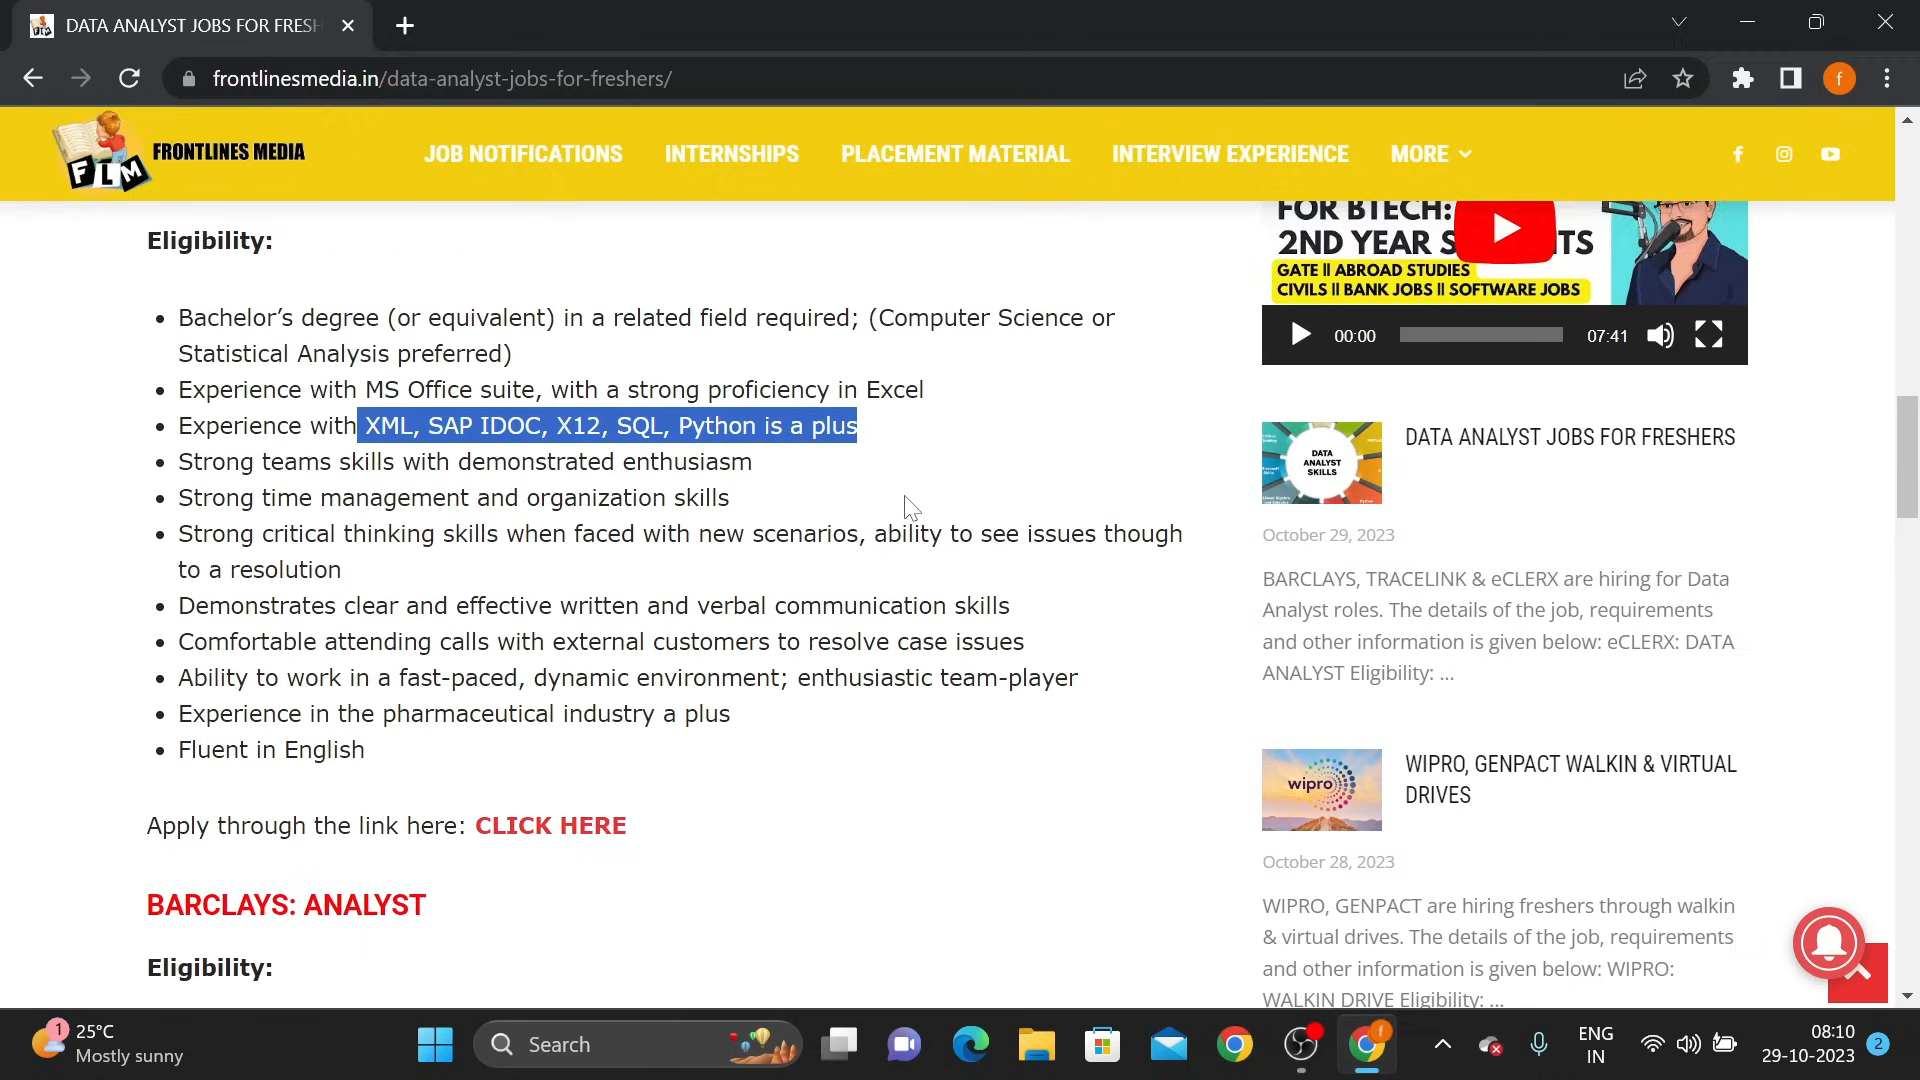 DATA ANALYST JOBS FOR FRESH
frontlinesmedia.in/data-analyst-jobs-for-freshers/
f
FLM
FRONTLINES MEDIA
JOB NOTIFICATIONS
INTERNSHIPS
PLACEMENT MATERIAL
INTERVIEW EXPERIENCE
MORE
Eligibility:
• Bachelor’s degree (or equivalent) in a related field required; (Computer Science or
Statistical Analysis preferred)
• Experience with MS Office suite, with a strong proficiency in Excel
• Experience with XML, SAP IDOC, X12, SQL, Python is a plus
• Strong teams skills with demonstrated enthusiasm
• Strong time management and organization skills
• Strong critical thinking skills when faced with new scenarios, ability to see issues though
to a resolution
• Demonstrates clear and effective written and verbal communication skills
• Comfortable attending calls with external customers to resolve case issues
• Ability to work in a fast-paced, dynamic environment; enthusiastic team-player
• Experience in the pharmaceutical industry a plus
• Fluent in English
Apply through the link here: CLICK HERE
BARCLAYS: ANALYST
Eligibility:
FOR BTECH:
2ND YEAR S TS
GATE || ABROAD STUDIES
CIVILS || BANK JOBS || SOFTWARE JOBS
00:00
07:41
DATA
ANALYST
SKILLS
DATA ANALYST JOBS FOR FRESHERS
October 29, 2023
BARCLAYS, TRACELINK & eCLERX are hiring for Data
Analyst roles. The details of the job, requirements
and other information is given below: eCLERX: DATA
ANALYST Eligibility: ...
wipro
WIPRO, GENPACT WALKIN & VIRTUAL
DRIVES
October 28, 2023
WIPRO, GENPACT are hiring freshers through walkin
& virtual drives. The details of the job, requirements
and other information is given below: WIPRO:
WALKIN DRIVE Eligibility: ...
1
25°C
Mostly sunny
Search
f
ENG
IN
08:10
29-10-2023
2